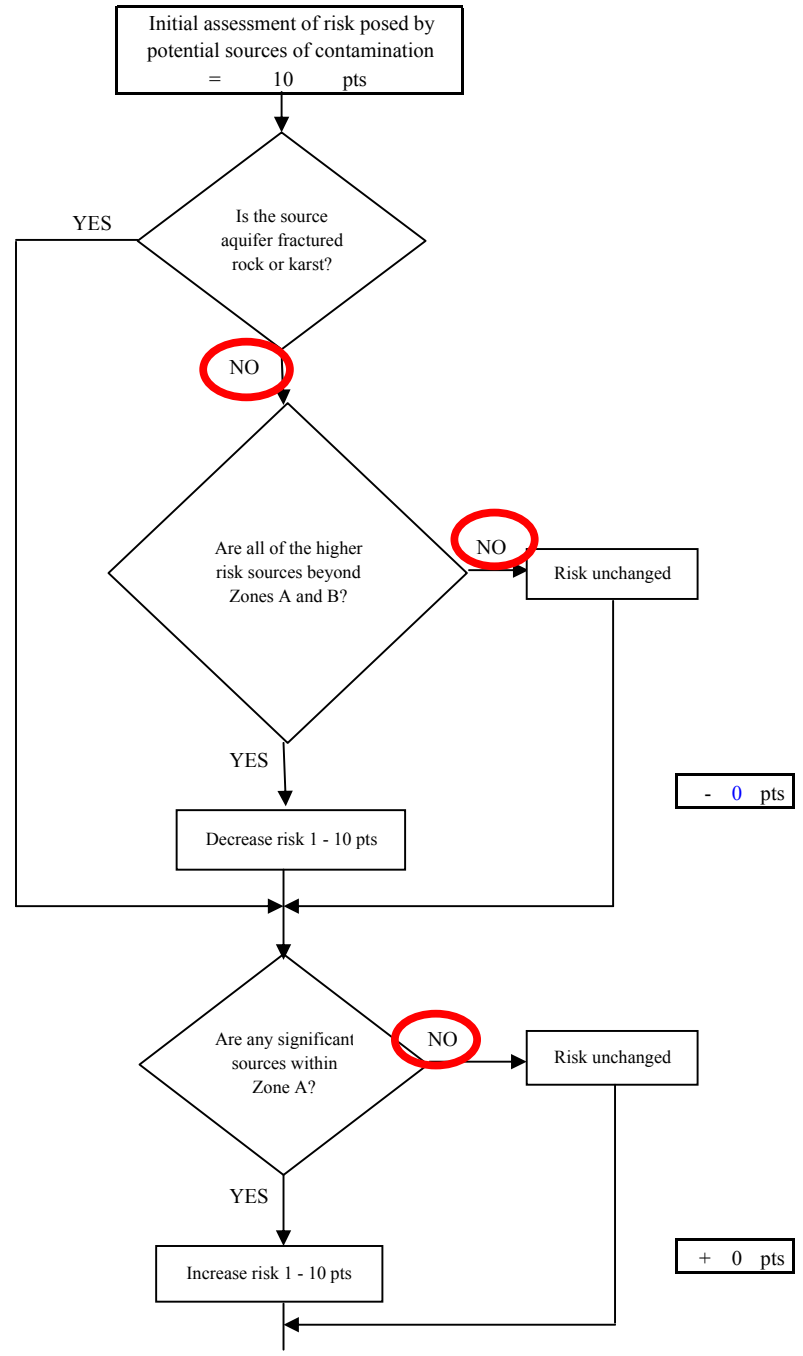 Initial assessment of risk posed by
potential sources of contamination
= 10 pts
YES
Is the source
aquifer fractured
rock or karst?
NO
Are all of the higher
risk sources beyond
Zones A and B?
NO
Risk unchanged
YES
- 0 pts
Decrease risk 1 - 10 pts
Are any significant
sources within
Zone A?
NO
Risk unchanged
YES
+ 0 pts
Increase risk 1 - 10 pts